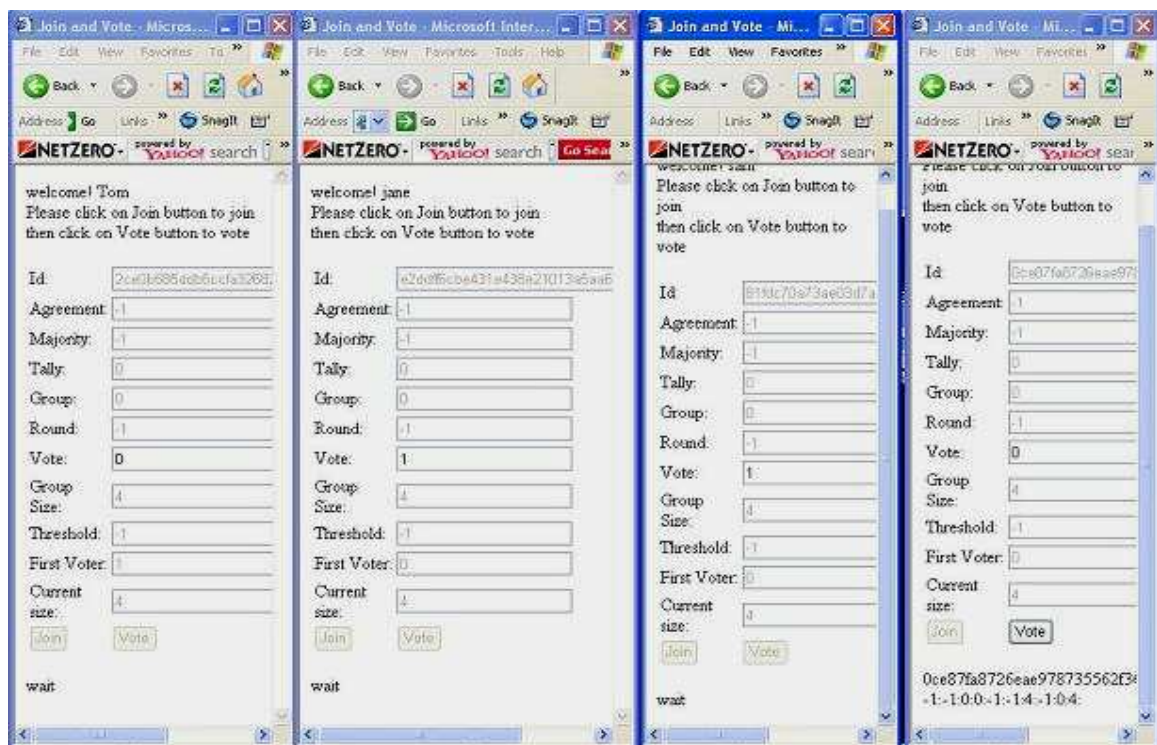 Join and Vote - Micros...
File Edit View Favorites To »
Back
Address Go Links » SnagIt
NETZERO powered by YAHOO! search
welcome! Tom
Please click on Join button to join
then click on Vote button to vote
Id:
Agreement: -1
Majority: -1
Tally: 0
Group: 0
Round: -1
Vote: 0
Group
Size: 4
Threshold: -1
First Voter: 1
Current
size: 4
Join Vote
wait
Join and Vote - Microsoft Inter...
File Edit View Favorites Tools Help
Back
Address Go Links » SnagIt
NETZERO powered by YAHOO! search Go Sear
welcome! jane
Please click on Join button to join
then click on Vote button to vote
Id:
Agreement: -1
Majority: -1
Tally: 0
Group: 0
Round: -1
Vote: 1
Group
Size: 4
Threshold: -1
First Voter: 0
Current
size: 4
Join Vote
wait
Join and Vote - Mi...
File Edit View Favorites »
Back
Address Links » SnagIt
NETZERO powered by YAHOO! sear
welcome! sam
Please click on Join button to
join
then click on Vote button to
vote
Id:
Agreement: -1
Majority: -1
Tally: 0
Group: 0
Round: -1
Vote: 1
Group
Size: 4
Threshold: -1
First Voter: 0
Current
size: 4
Join Vote
wait
Join and Vote - Mi...
File Edit View Favorites »
Back
Address Links » SnagIt
NETZERO powered by YAHOO! sear
Please click on Join button to
join
then click on Vote button to
vote
Id:
Agreement: -1
Majority: -1
Tally: 0
Group: 0
Round: -1
Vote: 0
Group
Size: 4
Threshold: -1
First Voter: 0
Current
size: 4
Join Vote
0ce87fa8726eae978735562f36
-1:-1:0:0:-1:-1:4:-1:0:4: